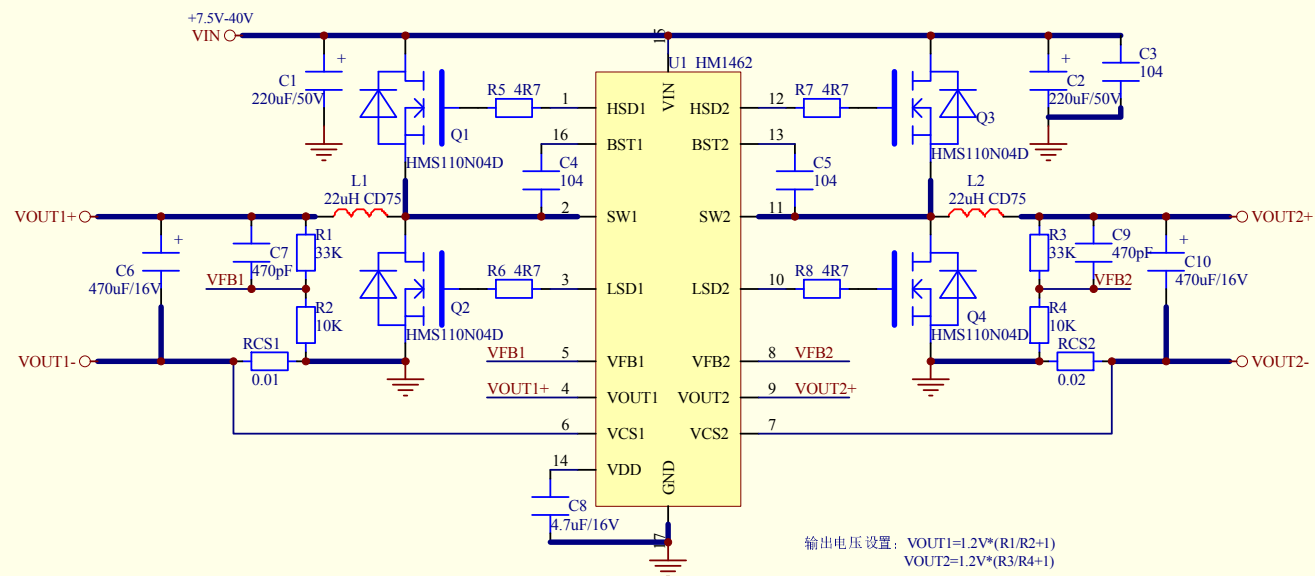 +7.5V-40V
VIN
15
U1 HM1462
VIN
C1
220uF/50V
+
Q1
HMS110N04D
R5 4R7
1
HSD1
16
BST1
C4
104
HSD2
12
R7 4R7
BST2
13
C5
104
Q3
HMS110N04D
C2
220uF/50V
+
C3
104
VOUT1+
L1
22uH CD75
2
SW1
SW2
11
L2
22uH CD75
VOUT2+
C6
470uF/16V
+
C7
470pF
R1
33K
VFB1
R2
10K
Q2
HMS110N04D
R6 4R7
3
LSD1
LSD2
10
R8 4R7
Q4
HMS110N04D
R3
33K
C9
470pF
VFB2
R4
10K
+
C10
470uF/16V
VOUT1-
RCS1
0.01
VFB1
5
VFB1
VFB2
8
VFB2
RCS2
0.02
VOUT2-
VOUT1+
4
VOUT1
VOUT2
9
VOUT2+
6
VCS1
VCS2
7
14
VDD
GND
C8
4.7uF/16V
17
输出电压设置：VOUT1=1.2V*(R1/R2+1)
VOUT2=1.2V*(R3/R4+1)